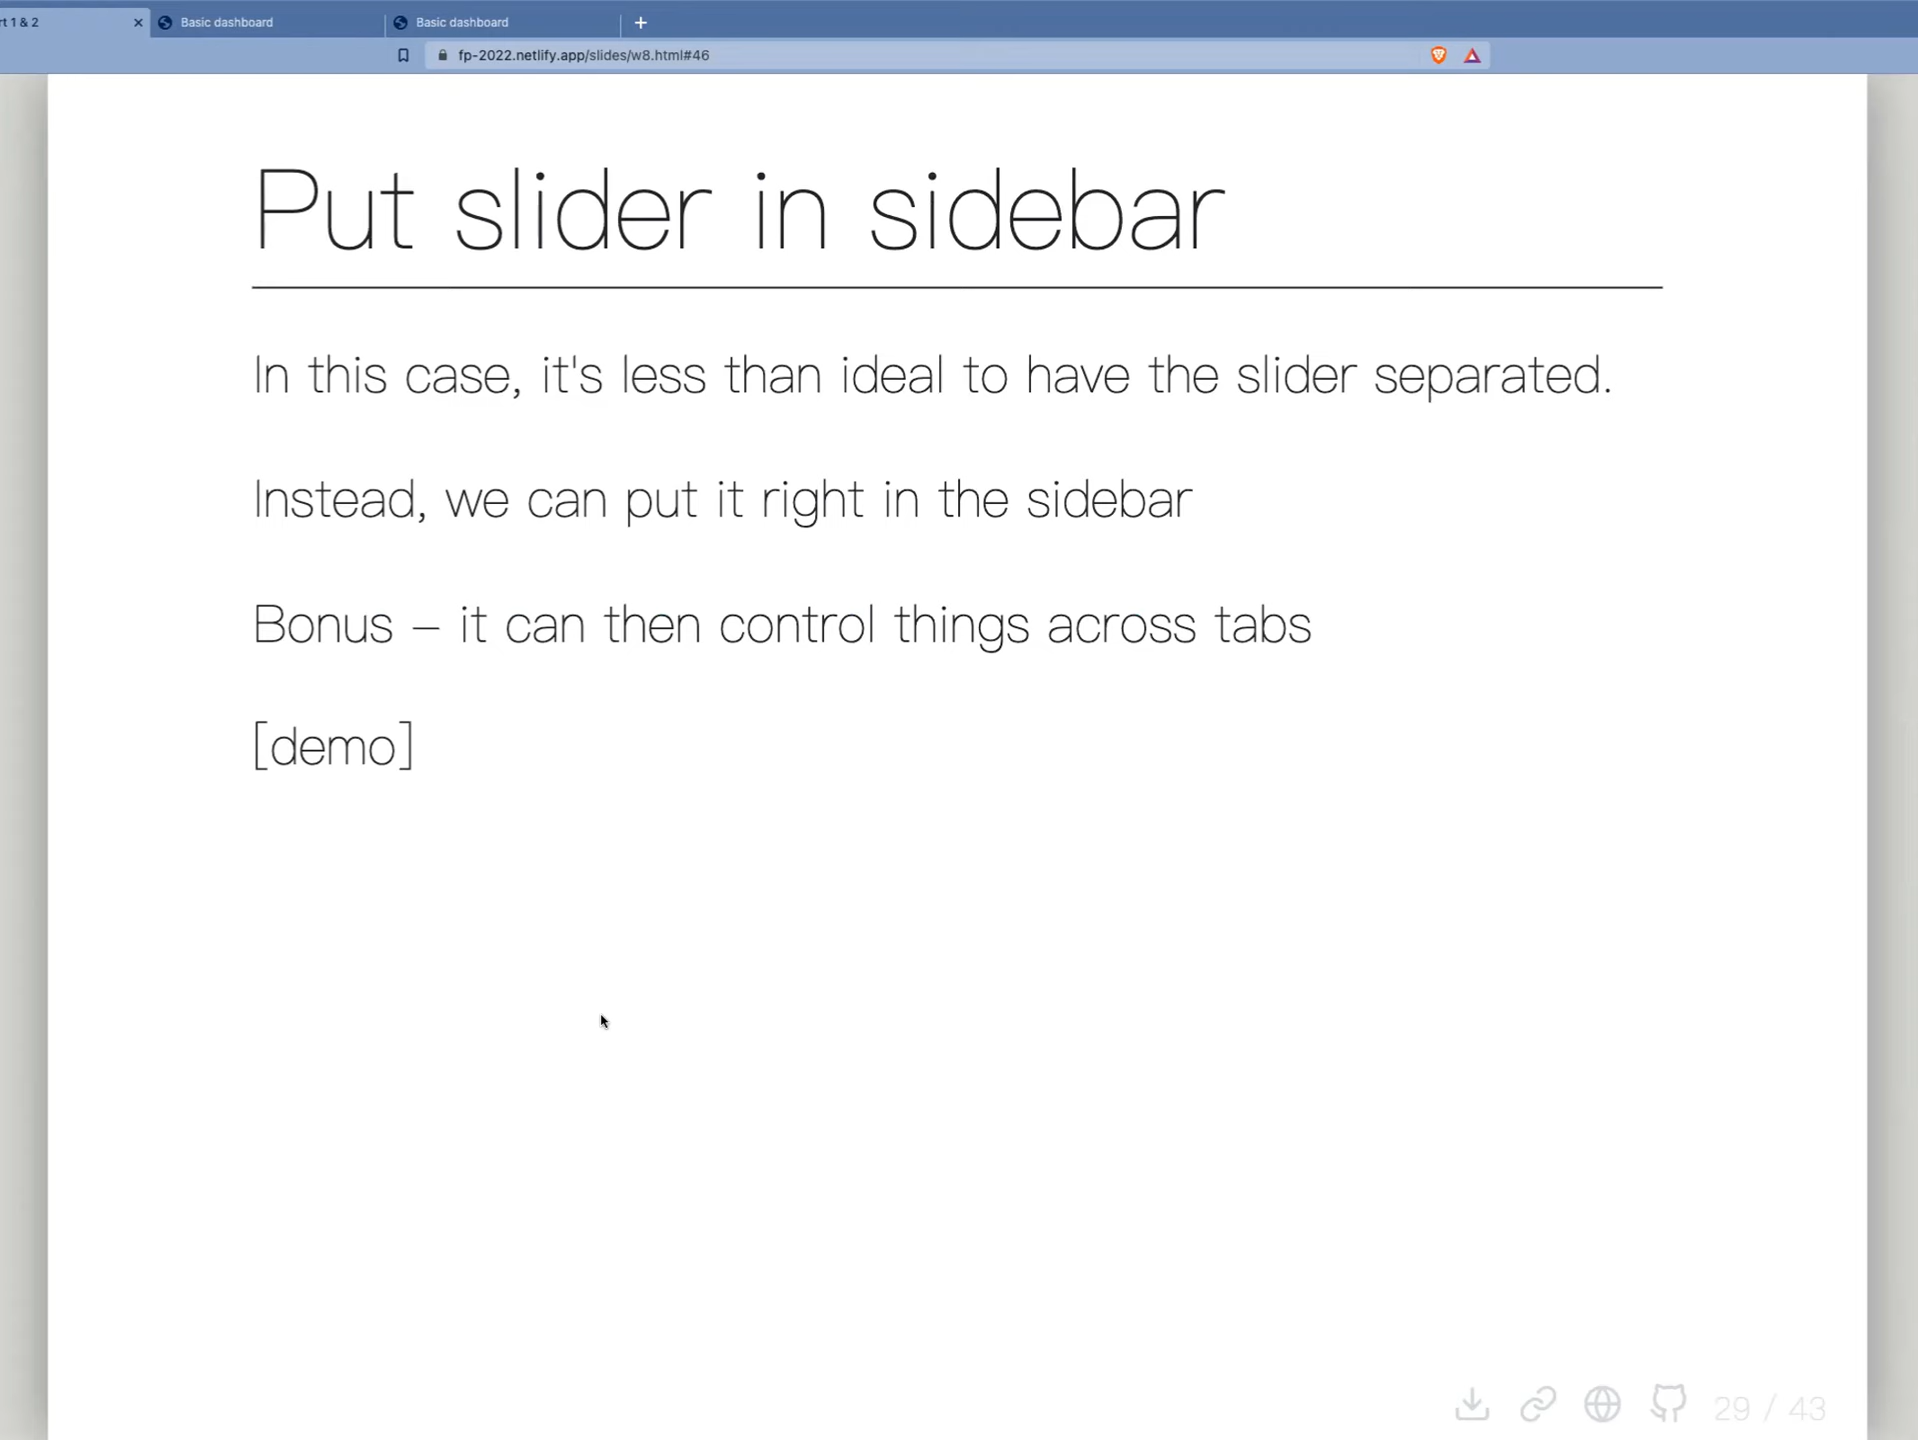 rt 1 & 2
Basic dashboard
Basic dashboard
fp-2022.netlify.app/slides/w8.html#46
Put slider in sidebar
In this case, it's less than ideal to have the slider separated.
Instead, we can put it right in the sidebar
Bonus – it can then control things across tabs
[demo]
29 / 43